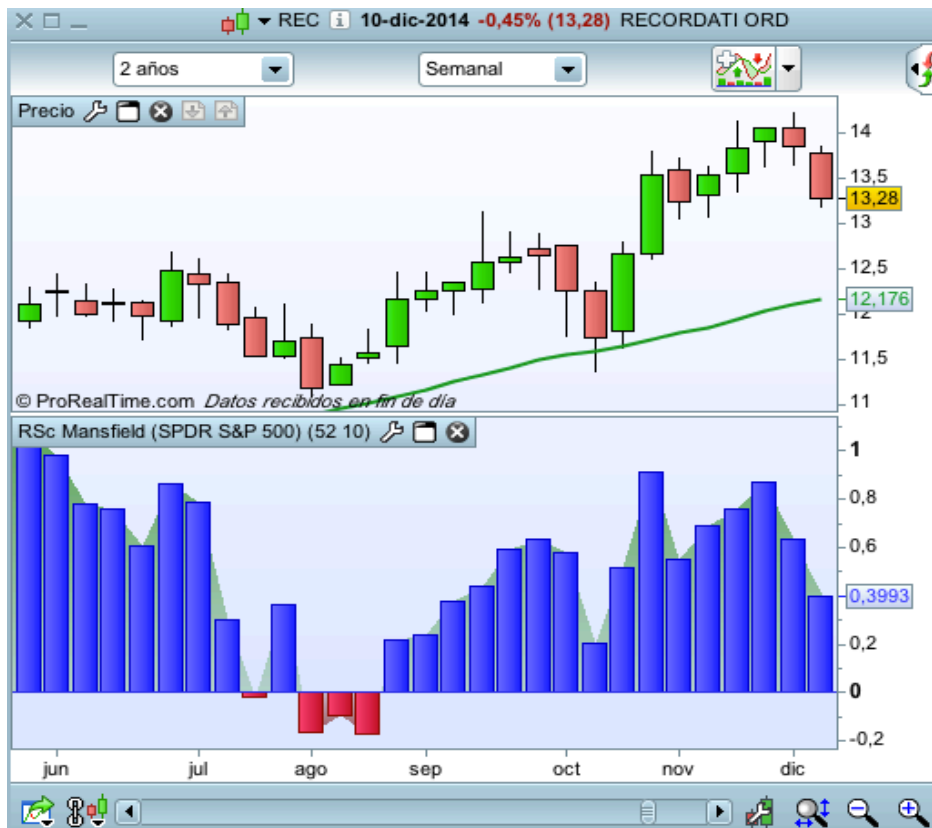 REC 10-dic-2014 -0,45% (13,28) RECORDATI ORD
2 años Semanal
Precio
14
13,5
13,28
13
12,5
12,176
12
11,5
11
© ProRealTime.com Datos recibidos en fin de día
RSc Mansfield (SPDR S&P 500) (52 10)
1
0,8
0,6
0,3993
0,2
0
-0,2
jun jul ago sep oct nov dic